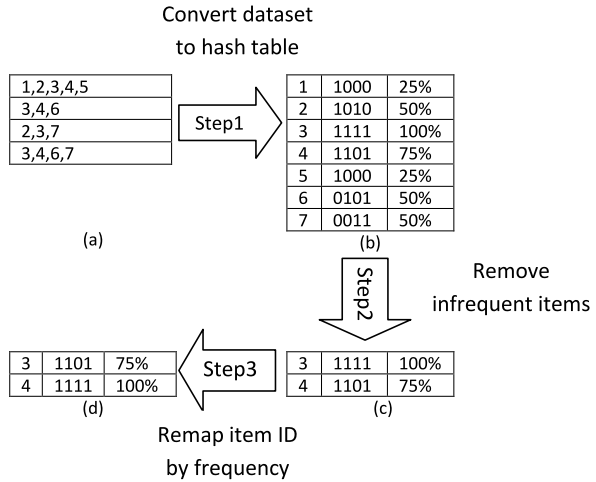 Convert dataset
to hash table
1,2,3,4,5
3,4,6
2,3,7
3,4,6,7
(a)
Step1
1 1000 25%
2 1010 50%
3 1111 100%
4 1101 75%
5 1000 25%
6 0101 50%
7 0011 50%
(b)
Step2
Remove
infrequent items
3 1111 100%
4 1101 75%
(c)
Step3
3 1101 75%
4 1111 100%
(d)
Remap item ID
by frequency